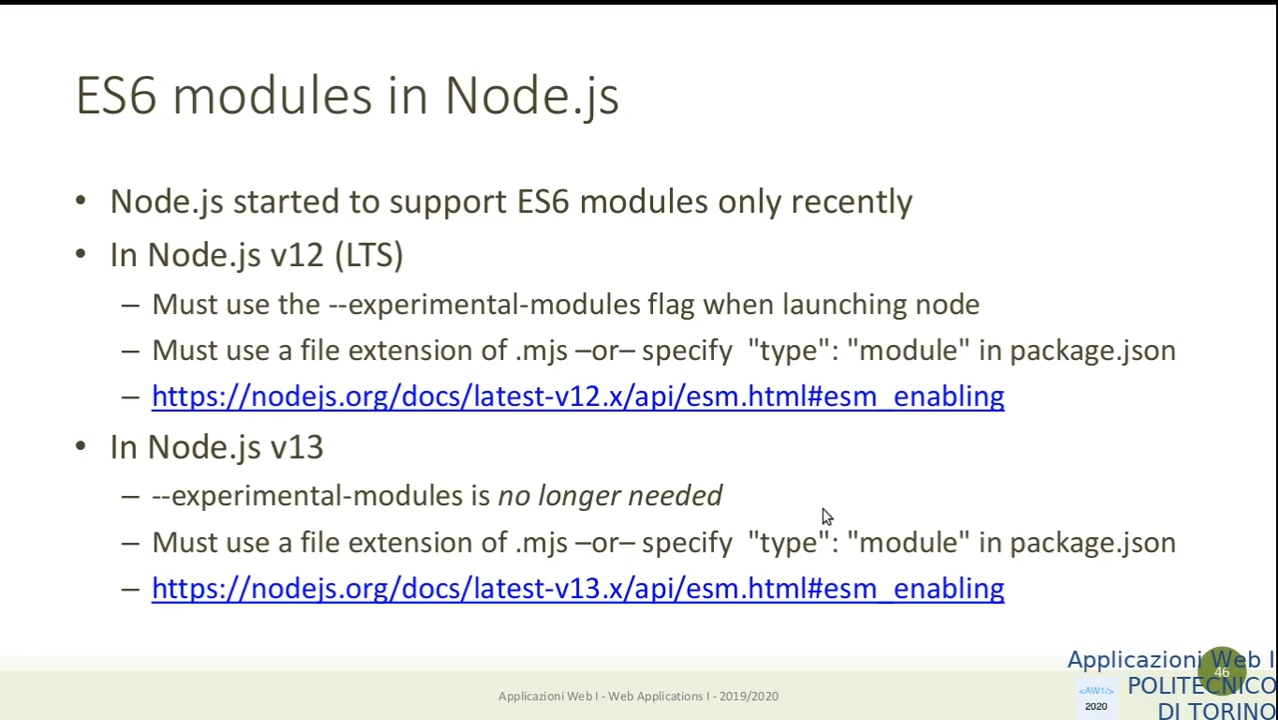 ES6 modules in Node.js
• Node.js started to support ES6 modules only recently
• In Node.js v12 (LTS)
– Must use the --experimental-modules flag when launching node
– Must use a file extension of .mjs –or– specify "type": "module" in package.json
– https://nodejs.org/docs/latest-v12.x/api/esm.html#esm_enabling
• In Node.js v13
– --experimental-modules is no longer needed
– Must use a file extension of .mjs –or– specify "type": "module" in package.json
– https://nodejs.org/docs/latest-v13.x/api/esm.html#esm_enabling
Applicazioni Web I - Web Applications I - 2019/2020
46
Applicazioni Web I
POLITECNICO
DI TORINO
<AW1/>
2020